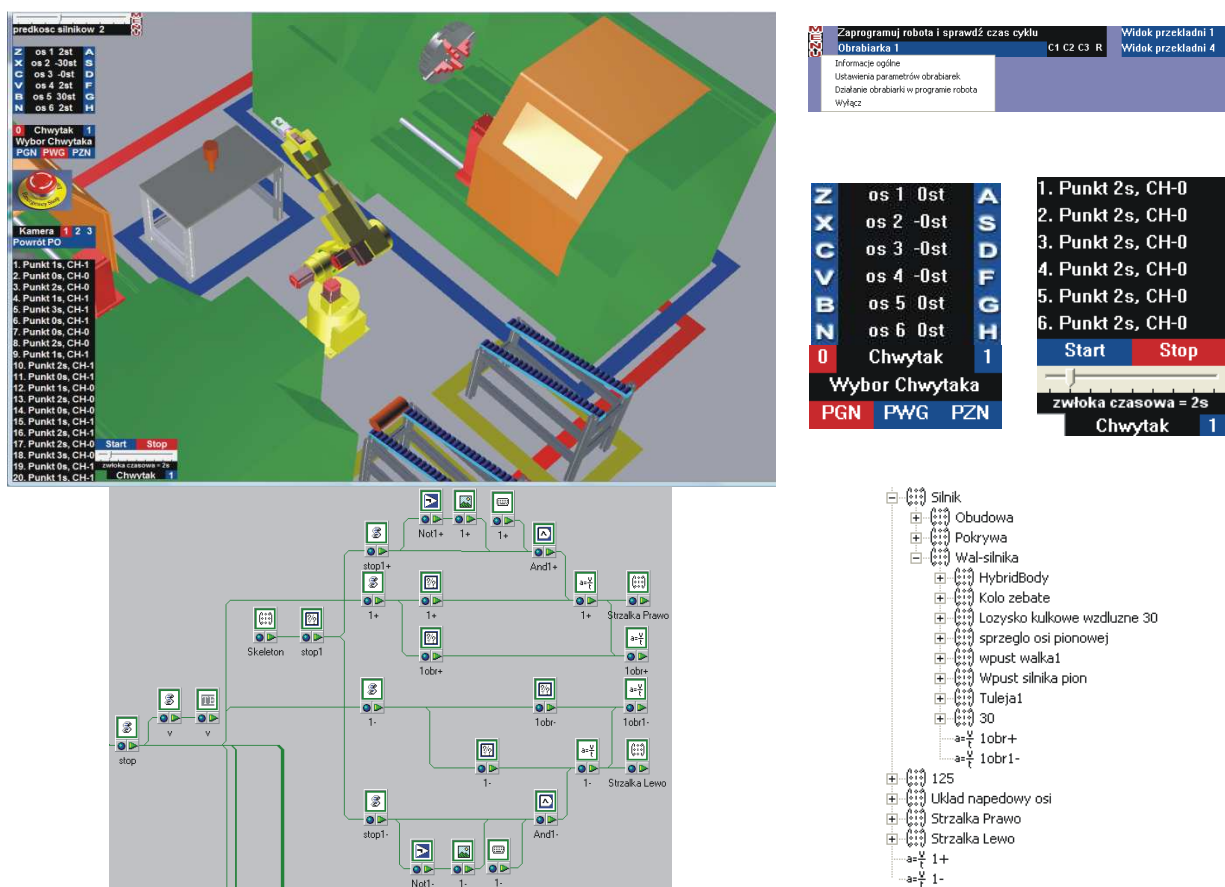 predkosc silnikow 2
MENU
Z os 1 2st A
X os 2 -30st S
C os 3 -0st D
V os 4 2st F
B os 5 30st G
N os 6 2st H
0 Chwytak 1
Wybor Chwytaka
PGN PWG PZN
Kamera 1 2 3
Powrót PO
1. Punkt 1s, CH-1
2. Punkt 0s, CH-0
3. Punkt 2s, CH-0
4. Punkt 1s, CH-1
5. Punkt 3s, CH-1
6. Punkt 0s, CH-1
7. Punkt 0s, CH-0
8. Punkt 2s, CH-0
9. Punkt 1s, CH-1
10. Punkt 2s, CH-1
11. Punkt 0s, CH-1
12. Punkt 1s, CH-0
13. Punkt 2s, CH-0
14. Punkt 0s, CH-0
15. Punkt 1s, CH-1
16. Punkt 2s, CH-1
17. Punkt 2s, CH-0
18. Punkt 3s, CH-0
19. Punkt 0s, CH-1
20. Punkt 1s, CH-1
Start Stop
zwłoka czasowa = 2s
Chwytak 1
MENU
Zaprogramuj robota i sprawdź czas cyklu
Widok przekładni 1
Obrabiarka 1 C1 C2 C3 R
Widok przekładni 4
Informacje ogólne
Ustawienia parametrów obrabiarek
Działanie obrabiarki w programie robota
Wyłącz
Z os 1 0st A
X os 2 -0st S
C os 3 -0st D
V os 4 -0st F
B os 5 0st G
N os 6 0st H
0 Chwytak 1
Wybor Chwytaka
PGN PWG PZN
1. Punkt 2s, CH-0
2. Punkt 2s, CH-0
3. Punkt 2s, CH-0
4. Punkt 2s, CH-0
5. Punkt 2s, CH-0
6. Punkt 2s, CH-0
Start Stop
zwłoka czasowa = 2s
Chwytak 1
Not1+ 1+ 1+
stop1+ And1+
1+ 1+ 1+ Strzalka Prawo
Skeleton stop1
1obr+ 1obr+
1- 1obr- 1obr1-
v v
stop
1- 1- Strzalka Lewo
stop1- And1-
Not1- 1- 1-
Silnik
Obudowa
Pokrywa
Wal-silnika
HybridBody
Kolo zebate
Lozysko kulkowe wzdluzne 30
sprzeglo osi pionowej
wpust walka1
Wpust silnika pion
Tuleja1
30
a=v/t 1obr+
a=v/t 1obr1-
125
Uklad napedowy osi
Strzalka Prawo
Strzalka Lewo
a=v/t 1+
a=v/t 1-